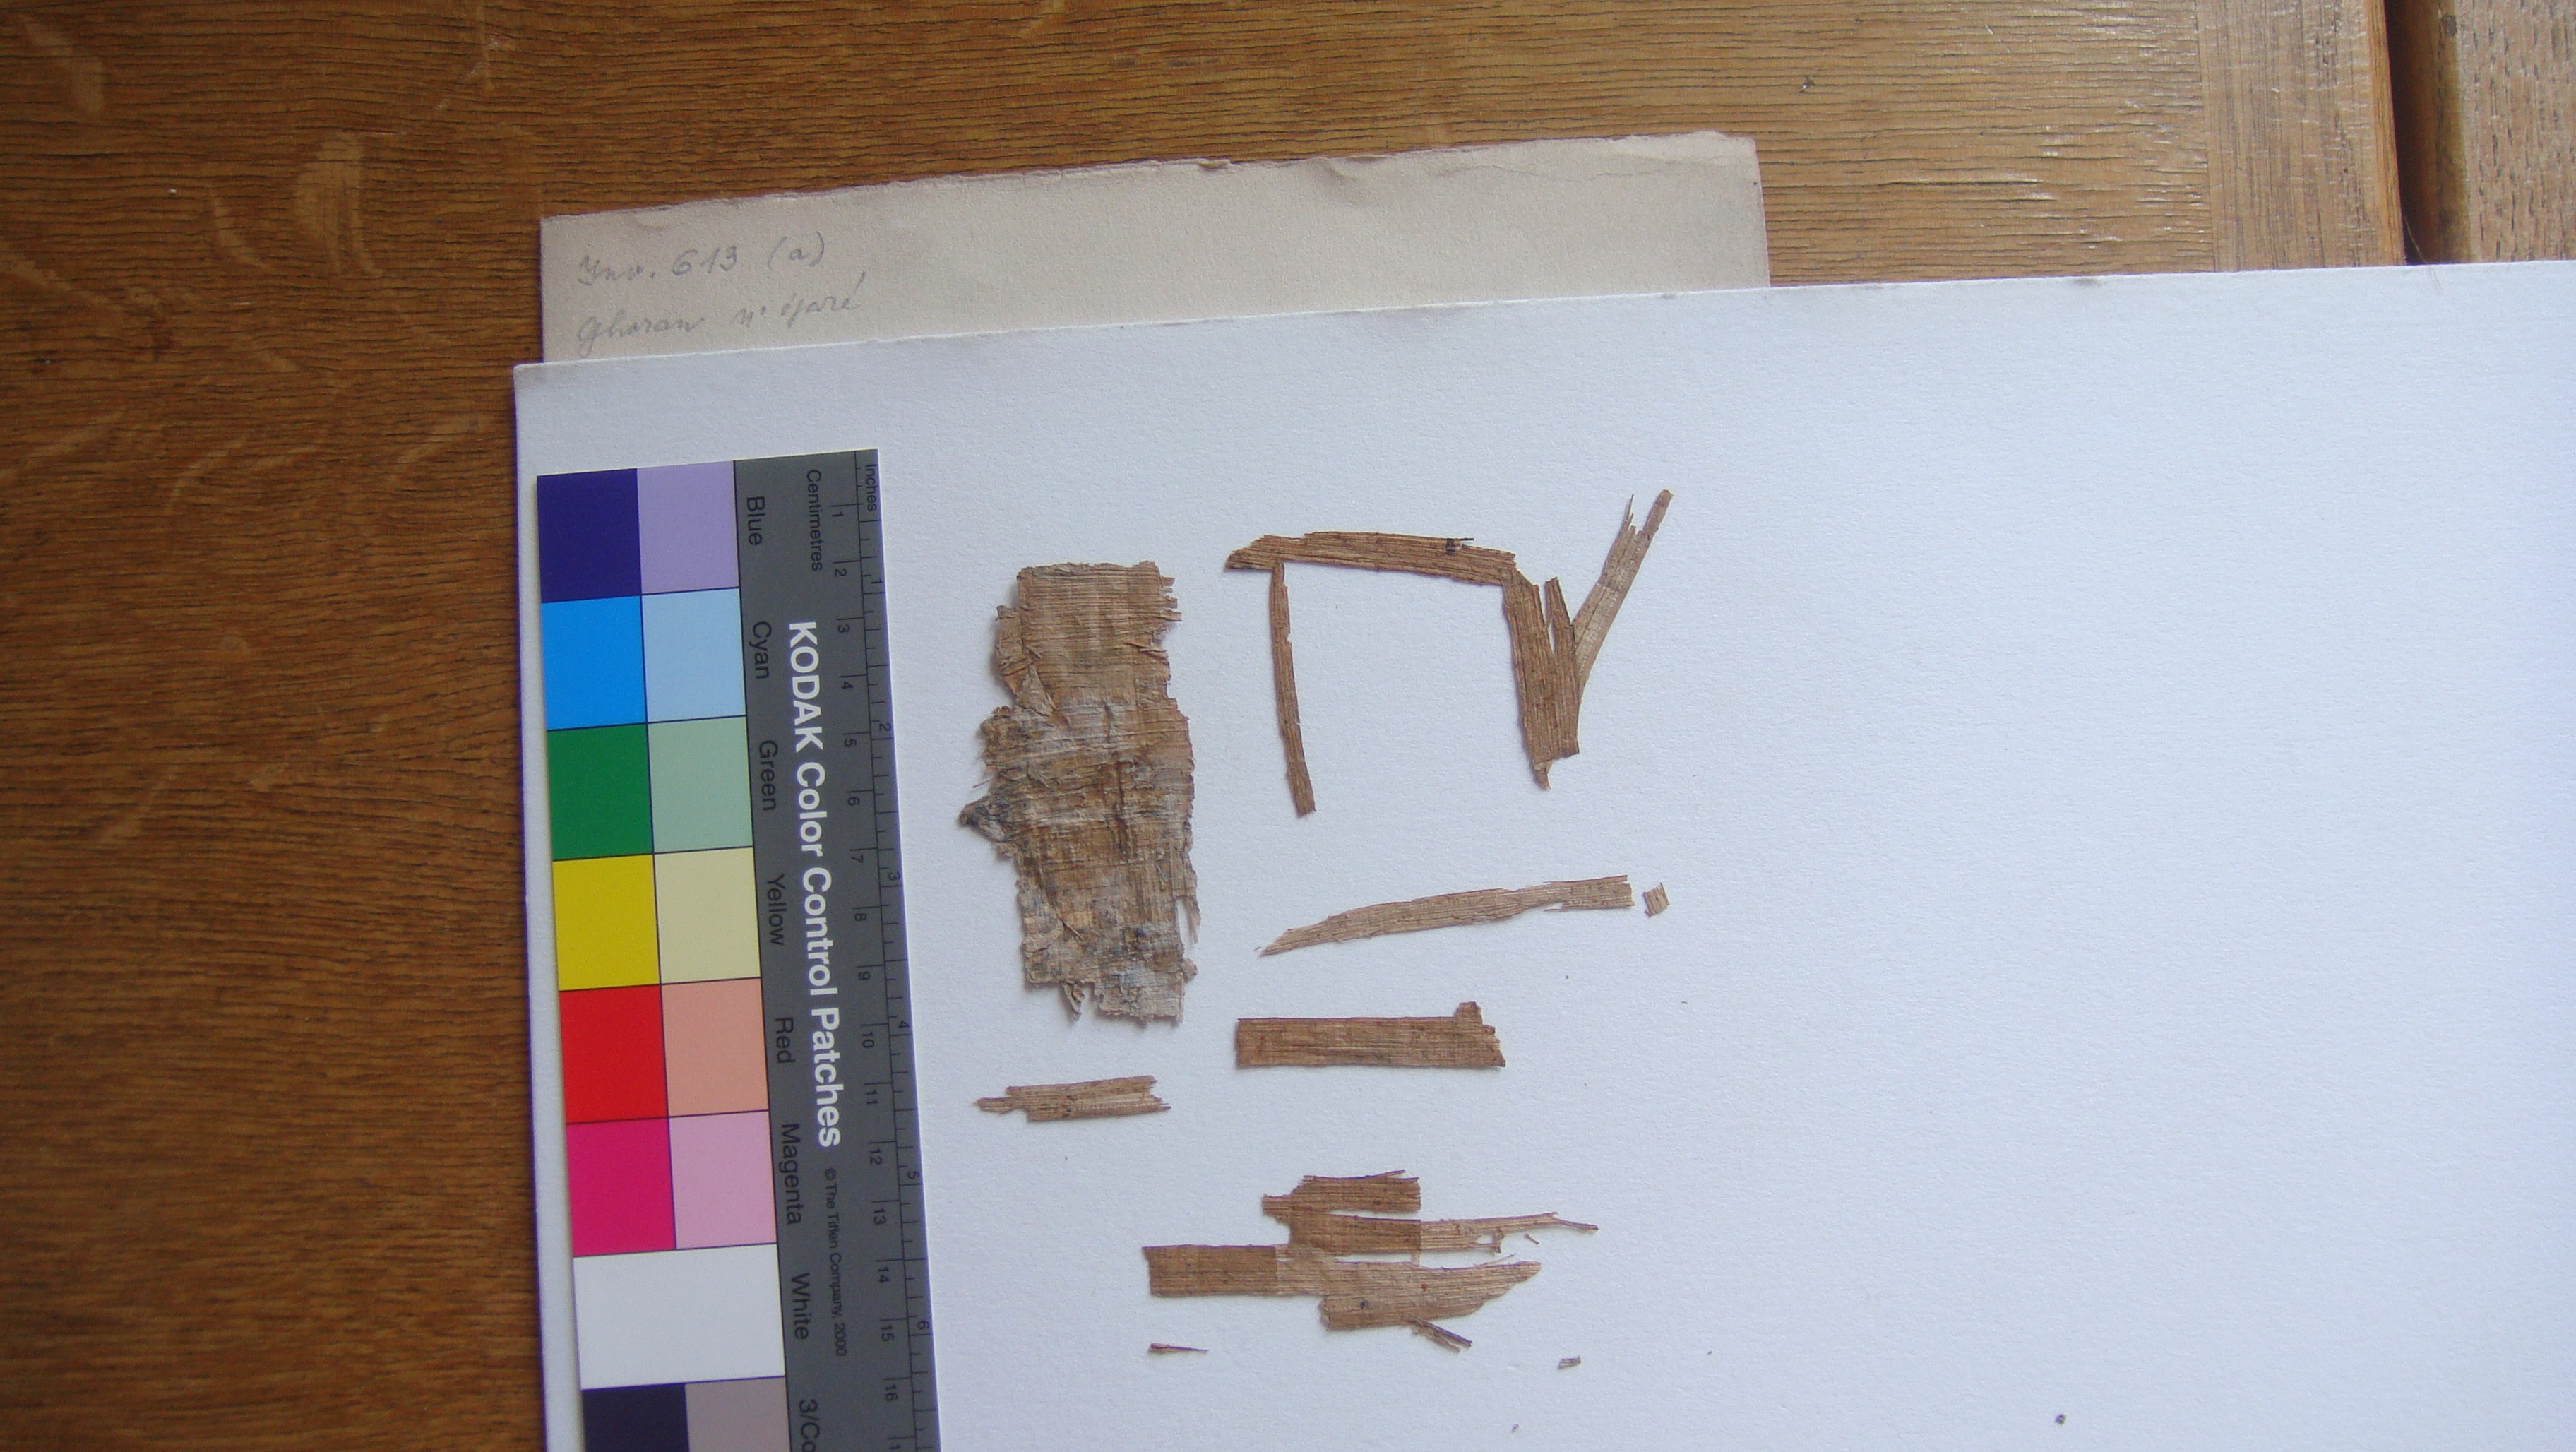 Inv. 613 (a)
Ghoran n° égaré
Inches
Centimetres
1 2 3 4 5 6 7 8 9 10 11 12 13 14 15 16
1 2 3 4 5 6
KODAK Color Control Patches © The Tiffen Company, 2000
Blue Cyan Green Yellow Red Magenta White 3/Co